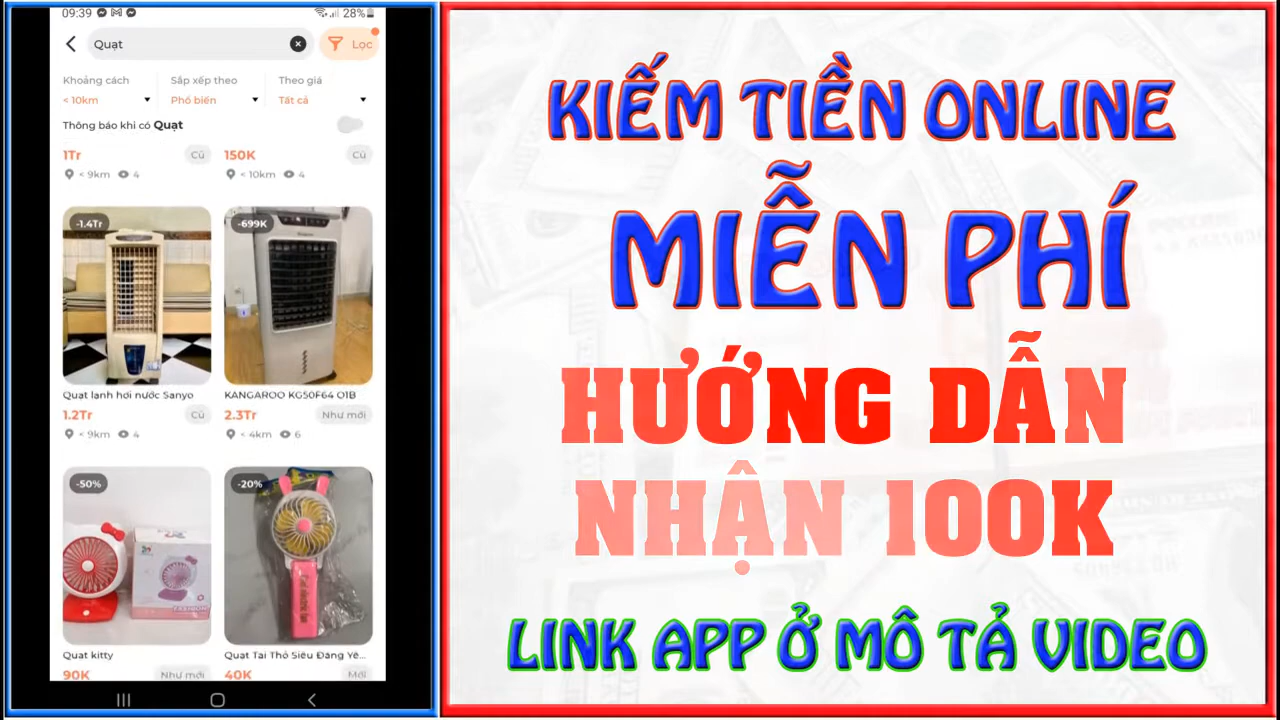 09:39 28%
Quạt Lọc
Khoảng cách Sắp xếp theo Theo giá
< 10km Phổ biến Tất cả
Thông báo khi có Quạt
1Tr Cũ 150K Cũ
< 9km 4 < 10km 4
-1.4Tr -699K
Quạt lạnh hơi nước Sanyo KANGAROO KG50F64 01B
1.2Tr Cũ 2.3Tr Như mới
< 9km 4 < 4km 6
-50% -20%
Quạt kitty Quạt Tai Thỏ Siêu Đáng Yê...
90K Như mới 40K Mới
KIẾM TIỀN ONLINE
MIỄN PHÍ
HƯỚNG DẪN
NHẬN 100K
LINK APP Ở MÔ TẢ VIDEO